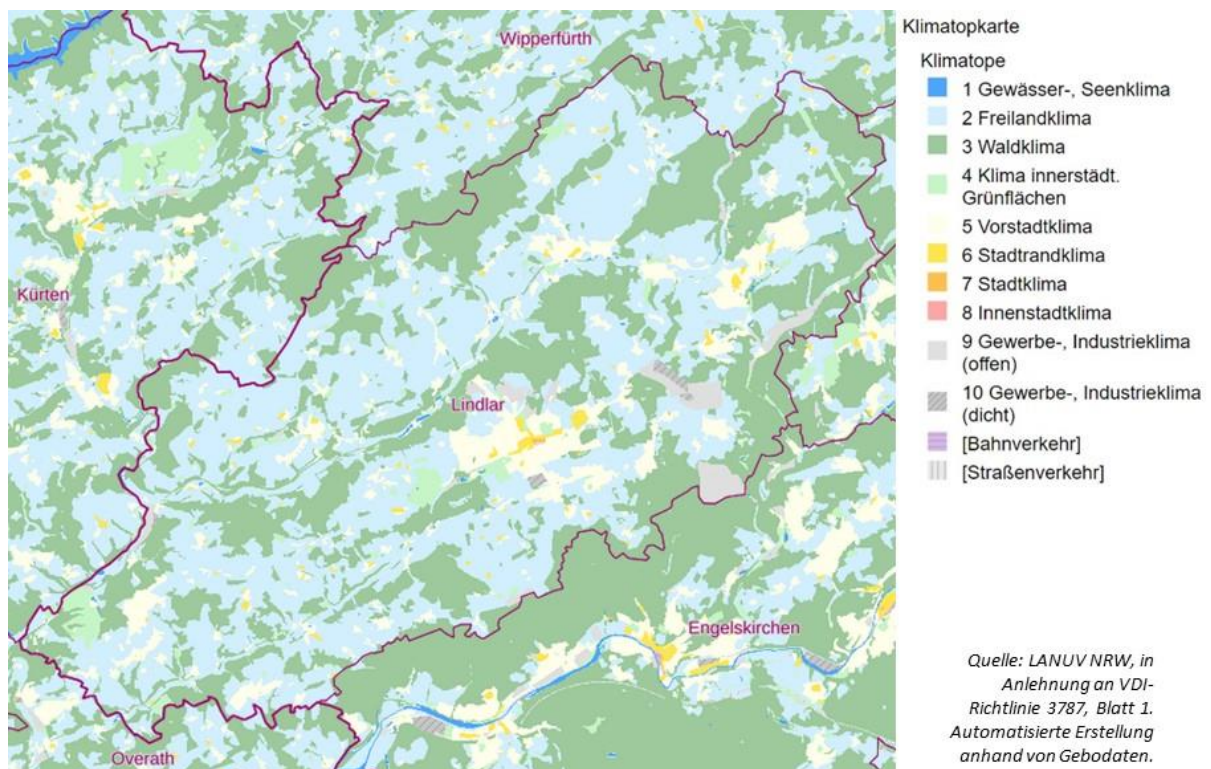 Wipperfürth
Kürten
Lindlar
Engelskirchen
Overath
Klimatopkarte
Klimatope
1 Gewässer-, Seenklima
2 Freilandklima
3 Waldklima
4 Klima innerstädt.
Grünflächen
5 Vorstadtklima
6 Stadtrandklima
7 Stadtklima
8 Innenstadtklima
9 Gewerbe-, Industrieklima
(offen)
10 Gewerbe-, Industrieklima
(dicht)
[Bahnverkehr]
[Straßenverkehr]
Quelle: LANUV NRW, in
Anlehnung an VDI-
Richtlinie 3787, Blatt 1.
Automatisierte Erstellung
anhand von Gebodaten.